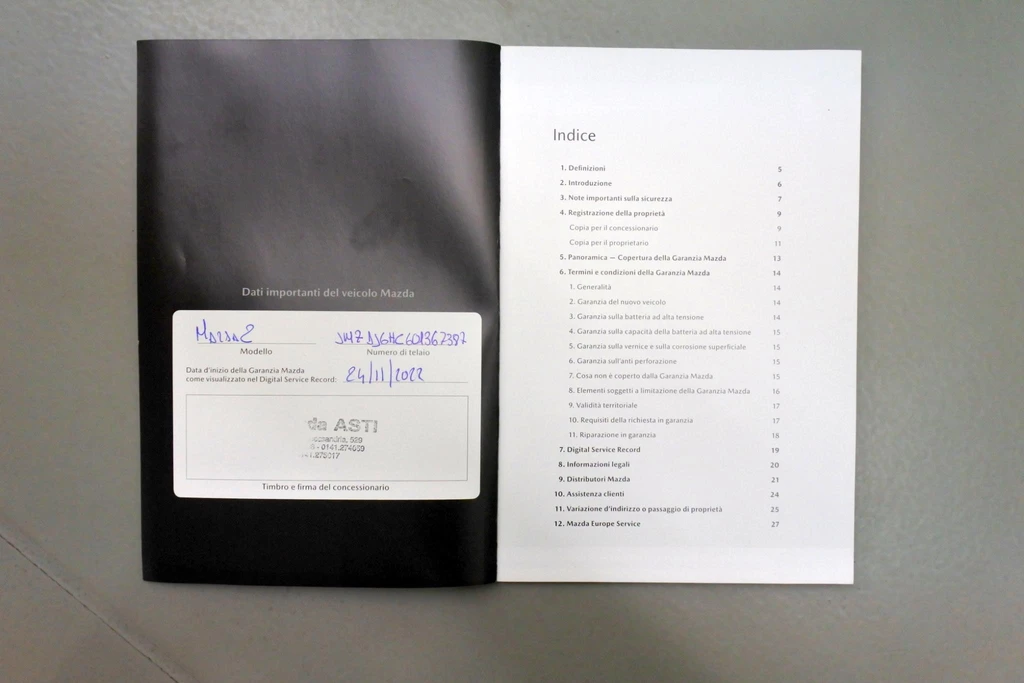 Dati importanti del veicolo Mazda
Mazda2
Modello
Numero di telaio
Data d'inizio della Garanzia Mazda
come visualizzato nel Digital Service Record: 24/11/2022
da ASTI
529
0141.274009
Timbro e firma del concessionario
Indice
1. Definizioni 5
2. Introduzione 6
3. Note importanti sulla sicurezza 7
4. Registrazione della proprietà 9
Copia per il concessionario 9
Copia per il proprietario 11
5. Panoramica — Copertura della Garanzia Mazda 13
6. Termini e condizioni della Garanzia Mazda 14
1. Generalità 14
2. Garanzia del nuovo veicolo 14
3. Garanzia sulla batteria ad alta tensione 14
4. Garanzia sulla capacità della batteria ad alta tensione 15
5. Garanzia sulla vernice e sulla corrosione superficiale 15
6. Garanzia sull'anti perforazione 15
7. Cosa non è coperto dalla Garanzia Mazda 15
8. Elementi soggetti a limitazione della Garanzia Mazda 16
9. Validità territoriale 17
10. Requisiti della richiesta in garanzia 17
11. Riparazione in garanzia 18
7. Digital Service Record 19
8. Informazioni legali 20
9. Distributori Mazda 21
10. Assistenza clienti 24
11. Variazione d'indirizzo o passaggio di proprietà 25
12. Mazda Europe Service 27